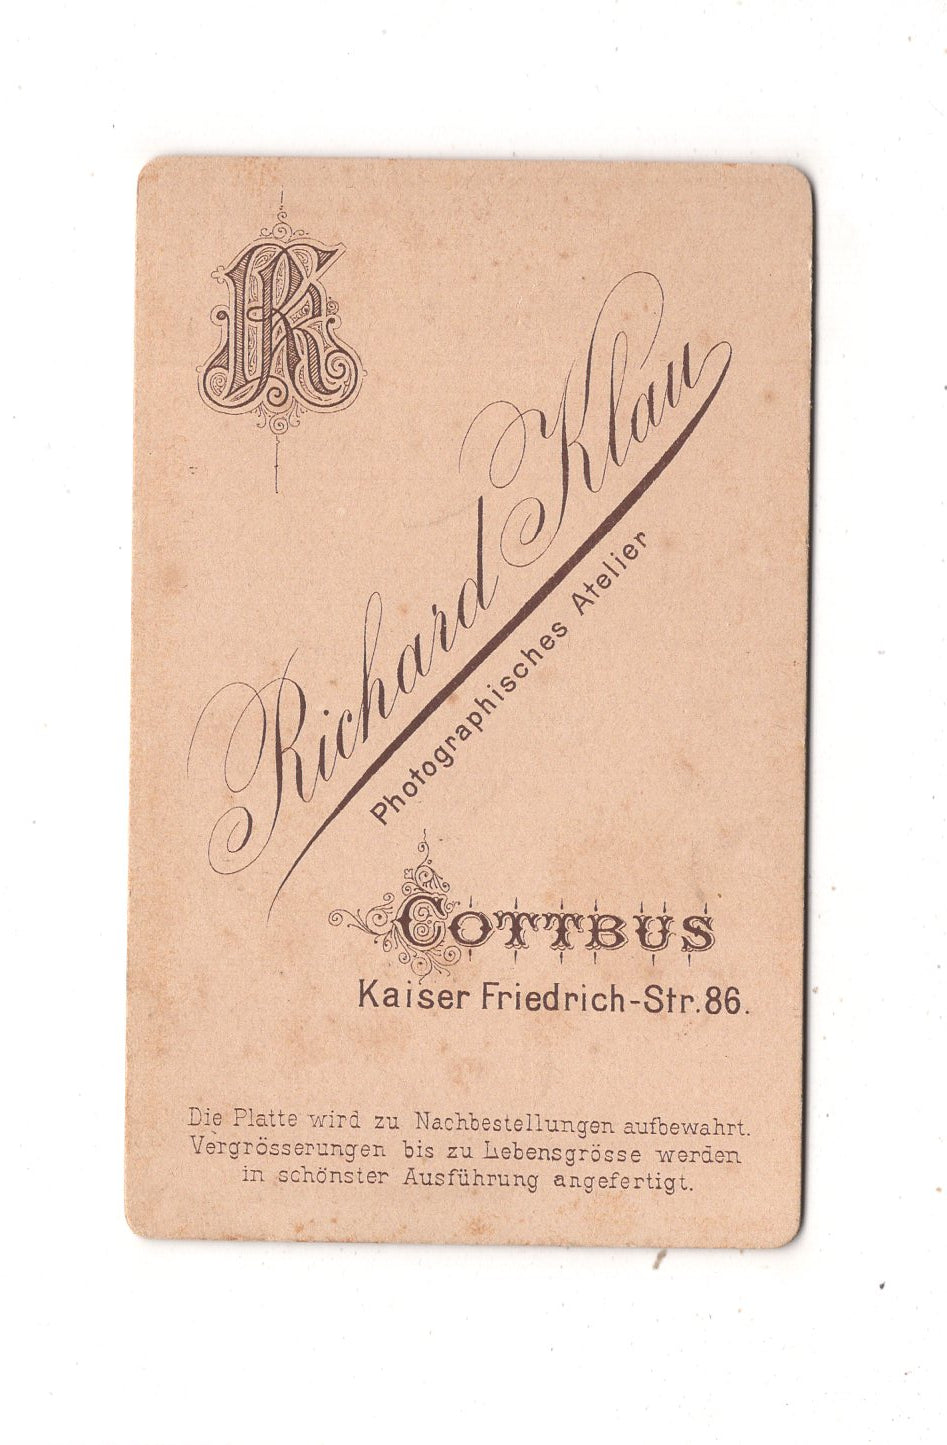 RK
Richard Klau
Photographisches Atelier
COTTBUS
Kaiser Friedrich-Str. 86.
Die Platte wird zu Nachbestellungen aufbewahrt.
Vergrösserungen bis zu Lebensgrösse werden
in schönster Ausführung angefertigt.